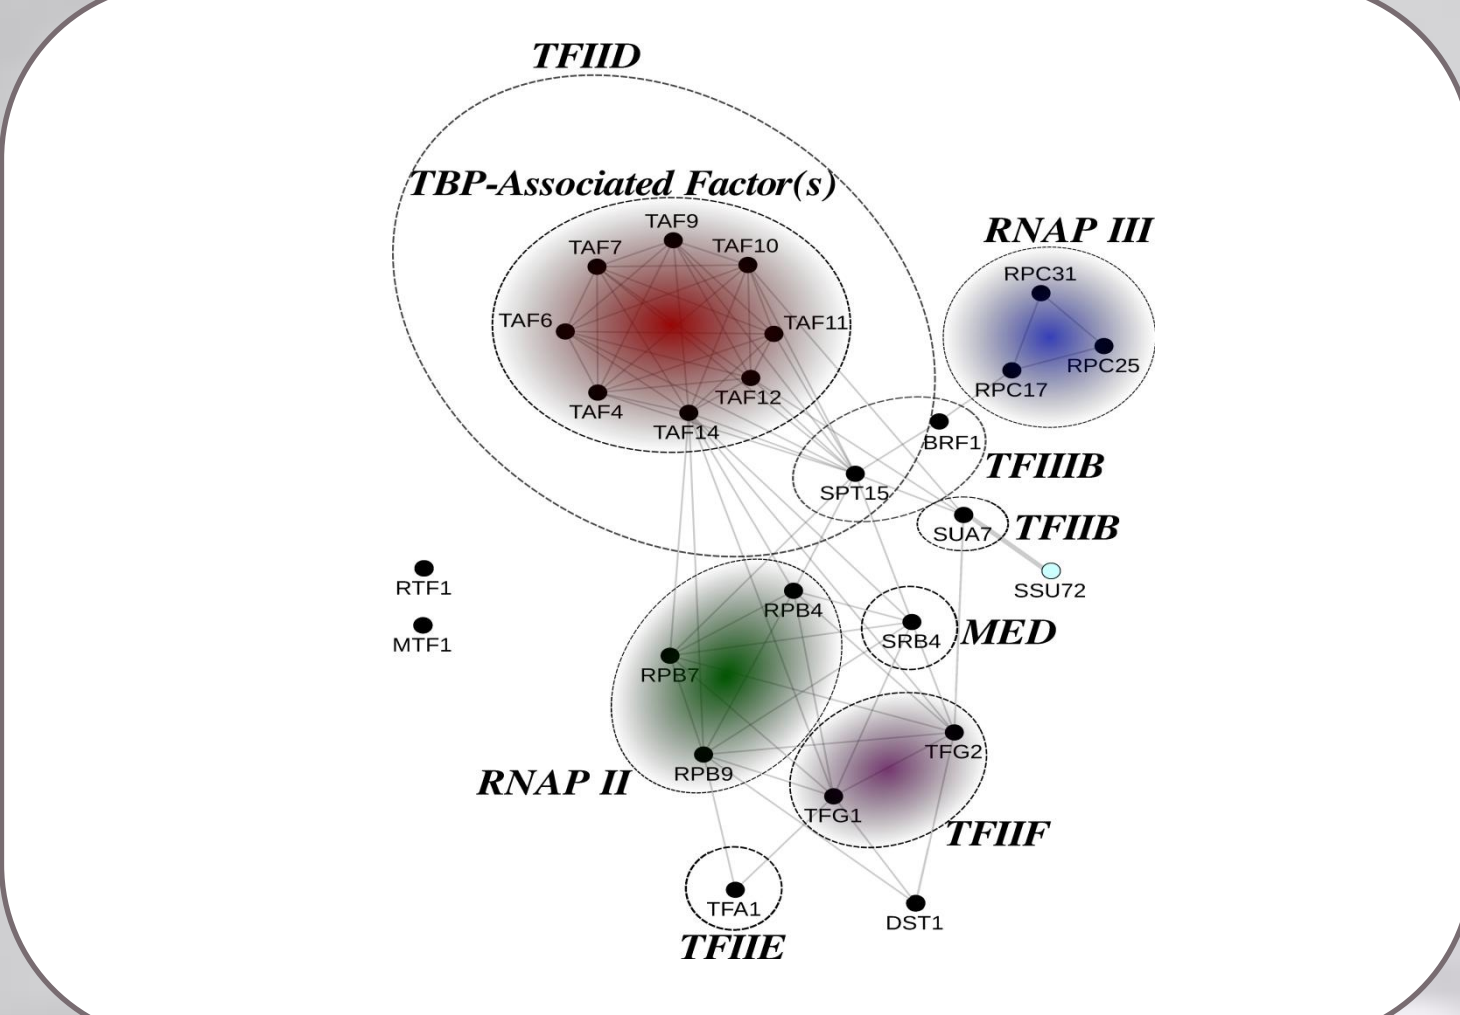 TFIID
TBP-Associated Factor(s)
TAF9
TAF7
TAF10
RNAP III
RPC31
TAF6
TAF11
RPC25
RPC17
TAF12
TAF4
TAF14
BRF1
TFIIIB
SPT15
SUA7
TFIIB
SSU72
RTF1
MTF1
RPB4
SRB4
MED
RPB7
RPB9
RNAP II
TFG2
TFG1
TFIIF
TFA1
DST1
TFIIE